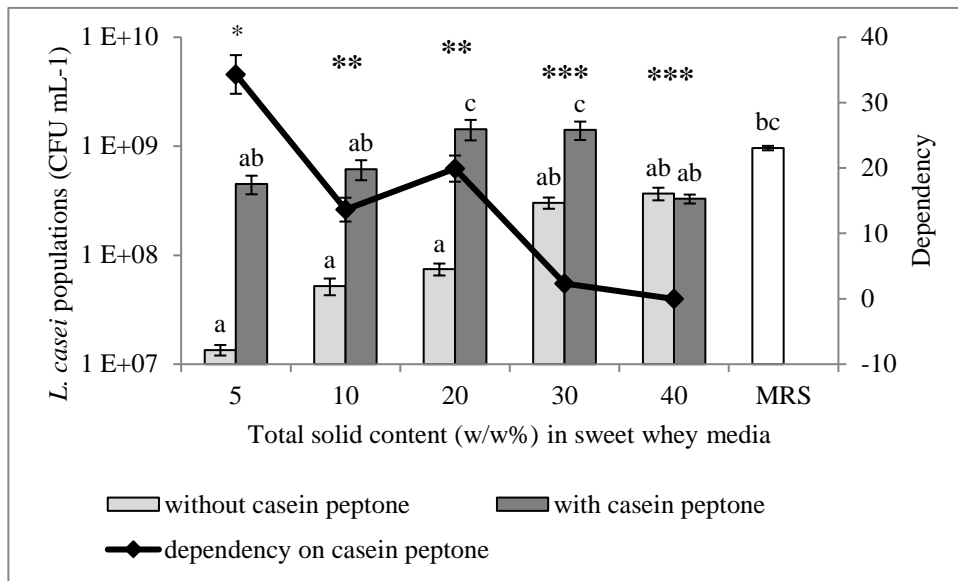 1 E+10
1 E+09
1 E+08
1 E+07
L. casei populations (CFU mL-1)
* ** ** *** ***
a ab a ab a c ab c ab ab bc
40
30
20
10
0
-10
Dependency
5 10 20 30 40 MRS
Total solid content (w/w%) in sweet whey media
without casein peptone with casein peptone
dependency on casein peptone